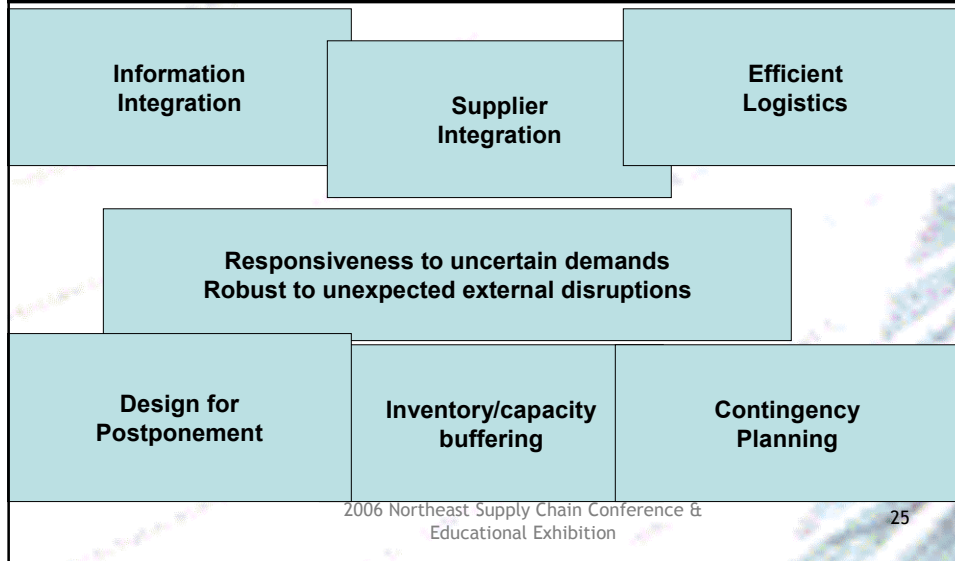 Information
Integration
Supplier
Integration
Efficient
Logistics
Responsiveness to uncertain demands
Robust to unexpected external disruptions
Design for
Postponement
Inventory/capacity
buffering
Contingency
Planning
2006 Northeast Supply Chain Conference &
Educational Exhibition
25